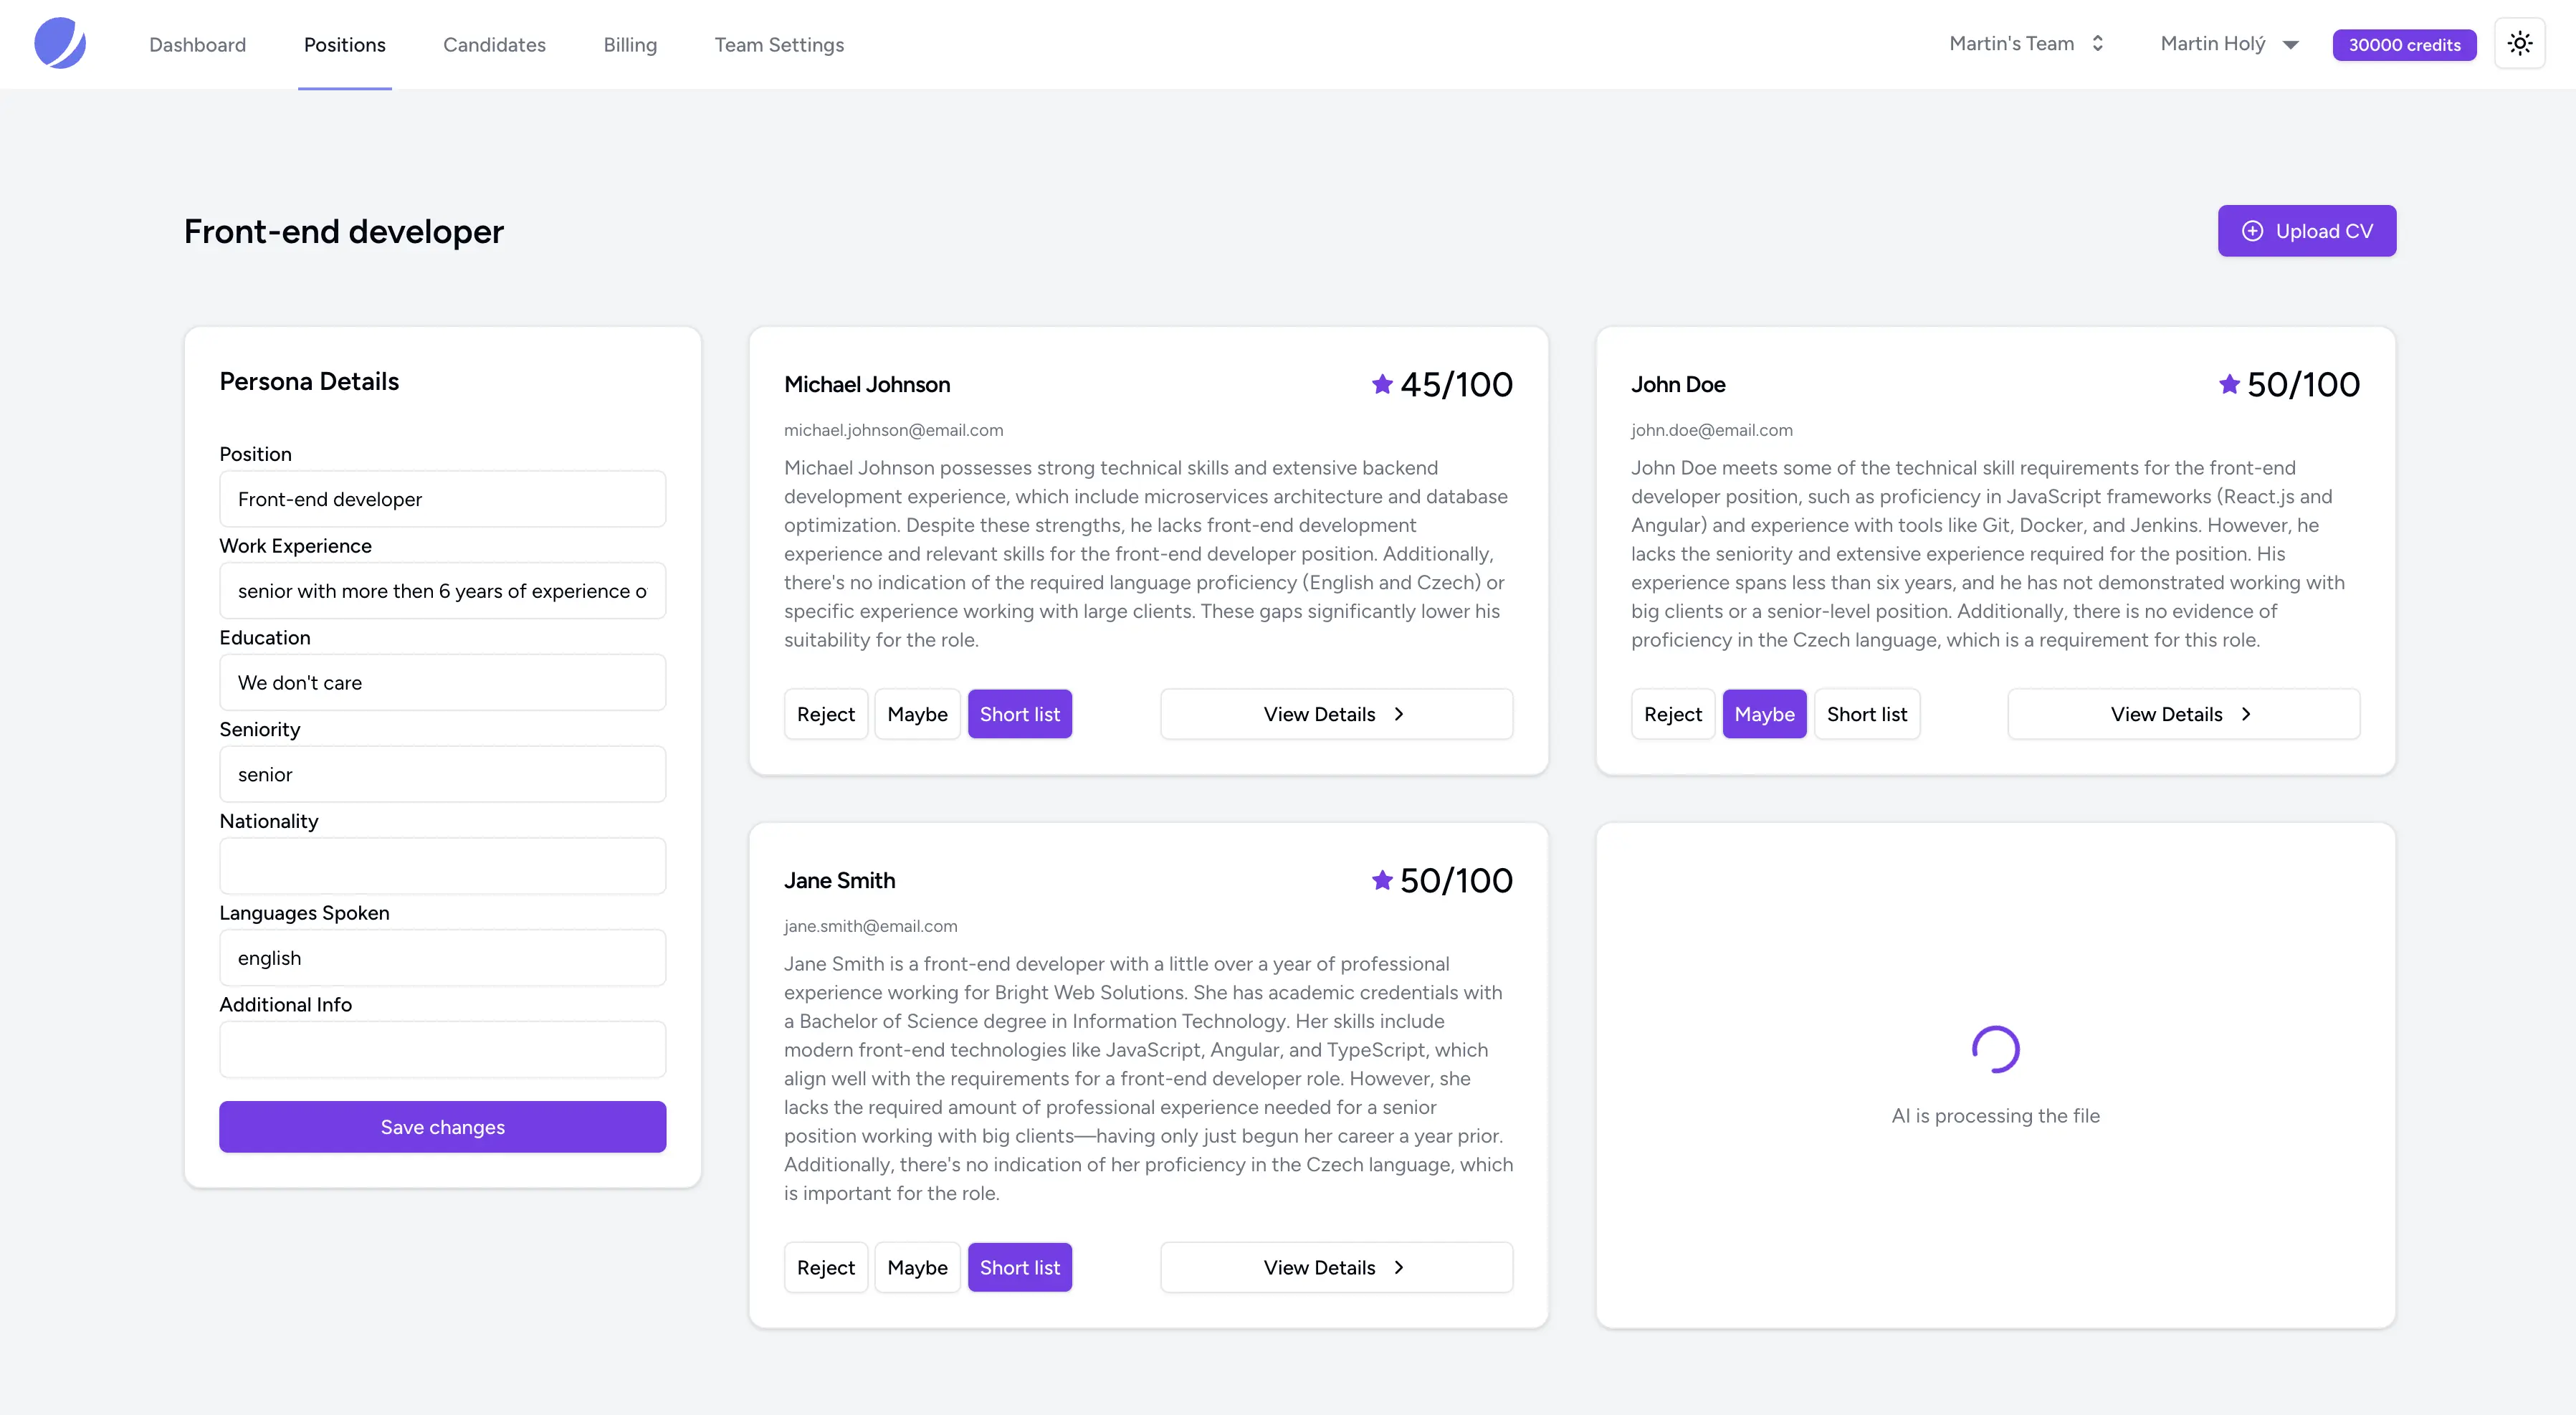 Dashboard
Positions
Candidates
Billing
Team Settings
Martin's Team
Martin Holý
30000 credits
Front-end developer
Upload CV
Persona Details
Position
Front-end developer
Work Experience
senior with more then 6 years of experience o
Education
We don't care
Seniority
senior
Nationality
Languages Spoken
english
Additional Info
Save changes
Michael Johnson
45/100
michael.johnson@email.com
Michael Johnson possesses strong technical skills and extensive backend
development experience, which include microservices architecture and database
optimization. Despite these strengths, he lacks front-end development
experience and relevant skills for the front-end developer position. Additionally,
there's no indication of the required language proficiency (English and Czech) or
specific experience working with large clients. These gaps significantly lower his
suitability for the role.
Reject
Maybe
Short list
View Details
John Doe
50/100
john.doe@email.com
John Doe meets some of the technical skill requirements for the front-end
developer position, such as proficiency in JavaScript frameworks (React.js and
Angular) and experience with tools like Git, Docker, and Jenkins. However, he
lacks the seniority and extensive experience required for the position. His
experience spans less than six years, and he has not demonstrated working with
big clients or a senior-level position. Additionally, there is no evidence of
proficiency in the Czech language, which is a requirement for this role.
Reject
Maybe
Short list
View Details
Jane Smith
50/100
jane.smith@email.com
Jane Smith is a front-end developer with a little over a year of professional
experience working for Bright Web Solutions. She has academic credentials with
a Bachelor of Science degree in Information Technology. Her skills include
modern front-end technologies like JavaScript, Angular, and TypeScript, which
align well with the requirements for a front-end developer role. However, she
lacks the required amount of professional experience needed for a senior
position working with big clients—having only just begun her career a year prior.
Additionally, there's no indication of her proficiency in the Czech language, which
is important for the role.
Reject
Maybe
Short list
View Details
AI is processing the file